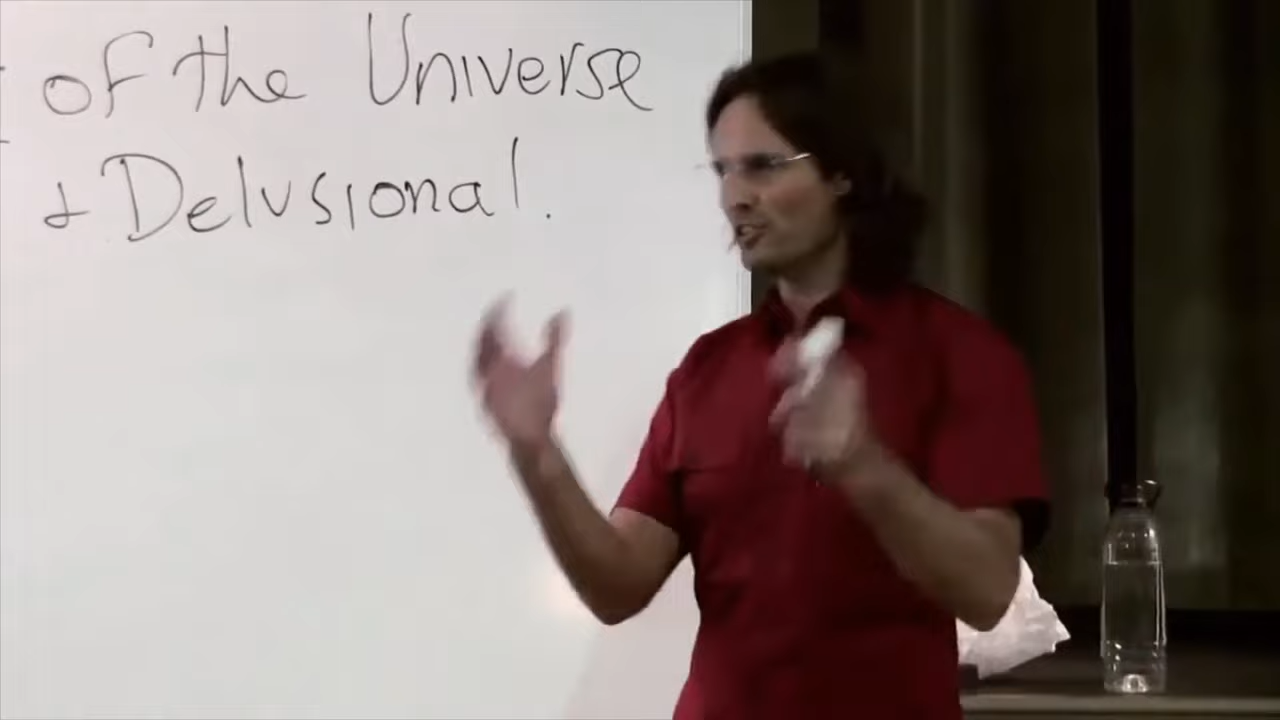 of the Universe
+ Delusional.